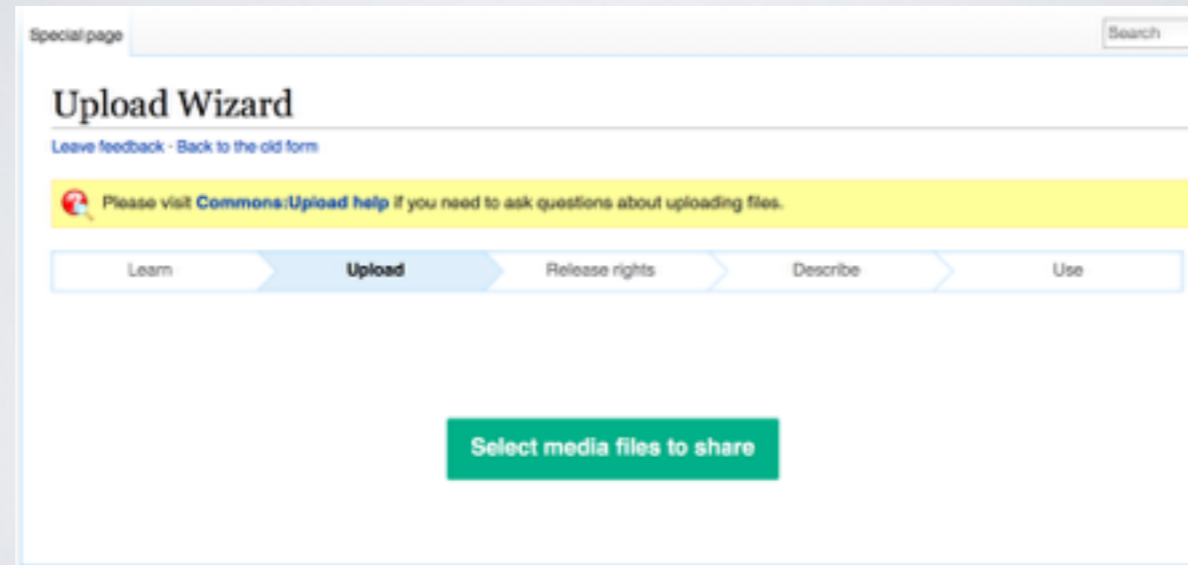 Special page
Search
Upload Wizard
Leave feedback - Back to the old form
Please visit Commons:Upload help if you need to ask questions about uploading files.
Learn Upload Release rights Describe Use
Select media files to share